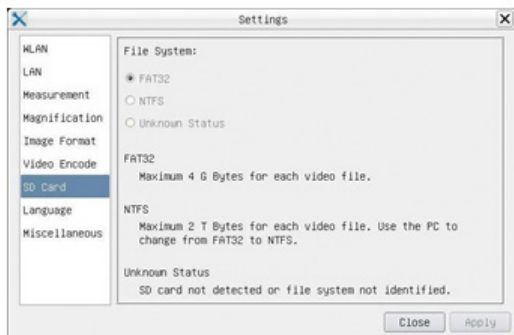 Settings
WLAN
LAN
Measurement
Magnification
Image Format
Video Encode
SD Card
Language
Miscellaneous
File System:
FAT32
NTFS
Unknown Status
FAT32
Maximum 4 G Bytes for each video file.
NTFS
Maximum 2 T Bytes for each video file. Use the PC to
change from FAT32 to NTFS.
Unknown Status
SD card not detected or file system not identified.
Close
Apply